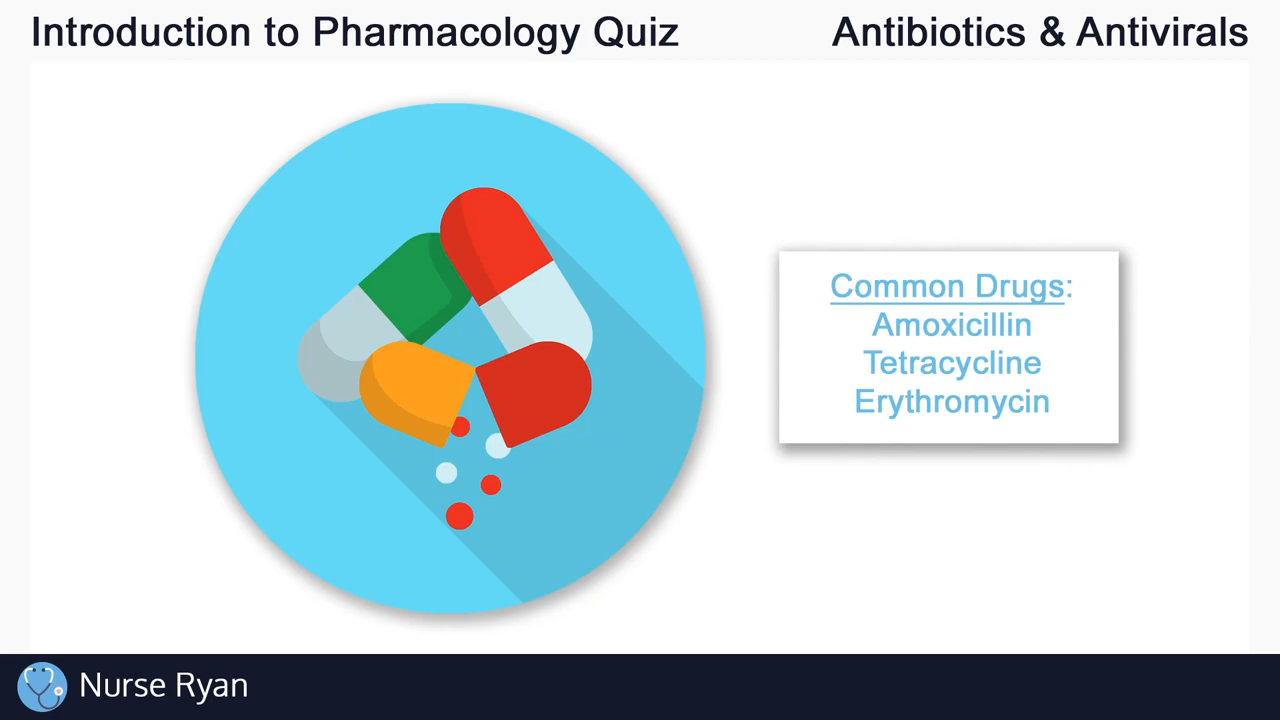 Introduction to Pharmacology Quiz
Antibiotics & Antivirals
Common Drugs:
Amoxicillin
Tetracycline
Erythromycin
Nurse Ryan